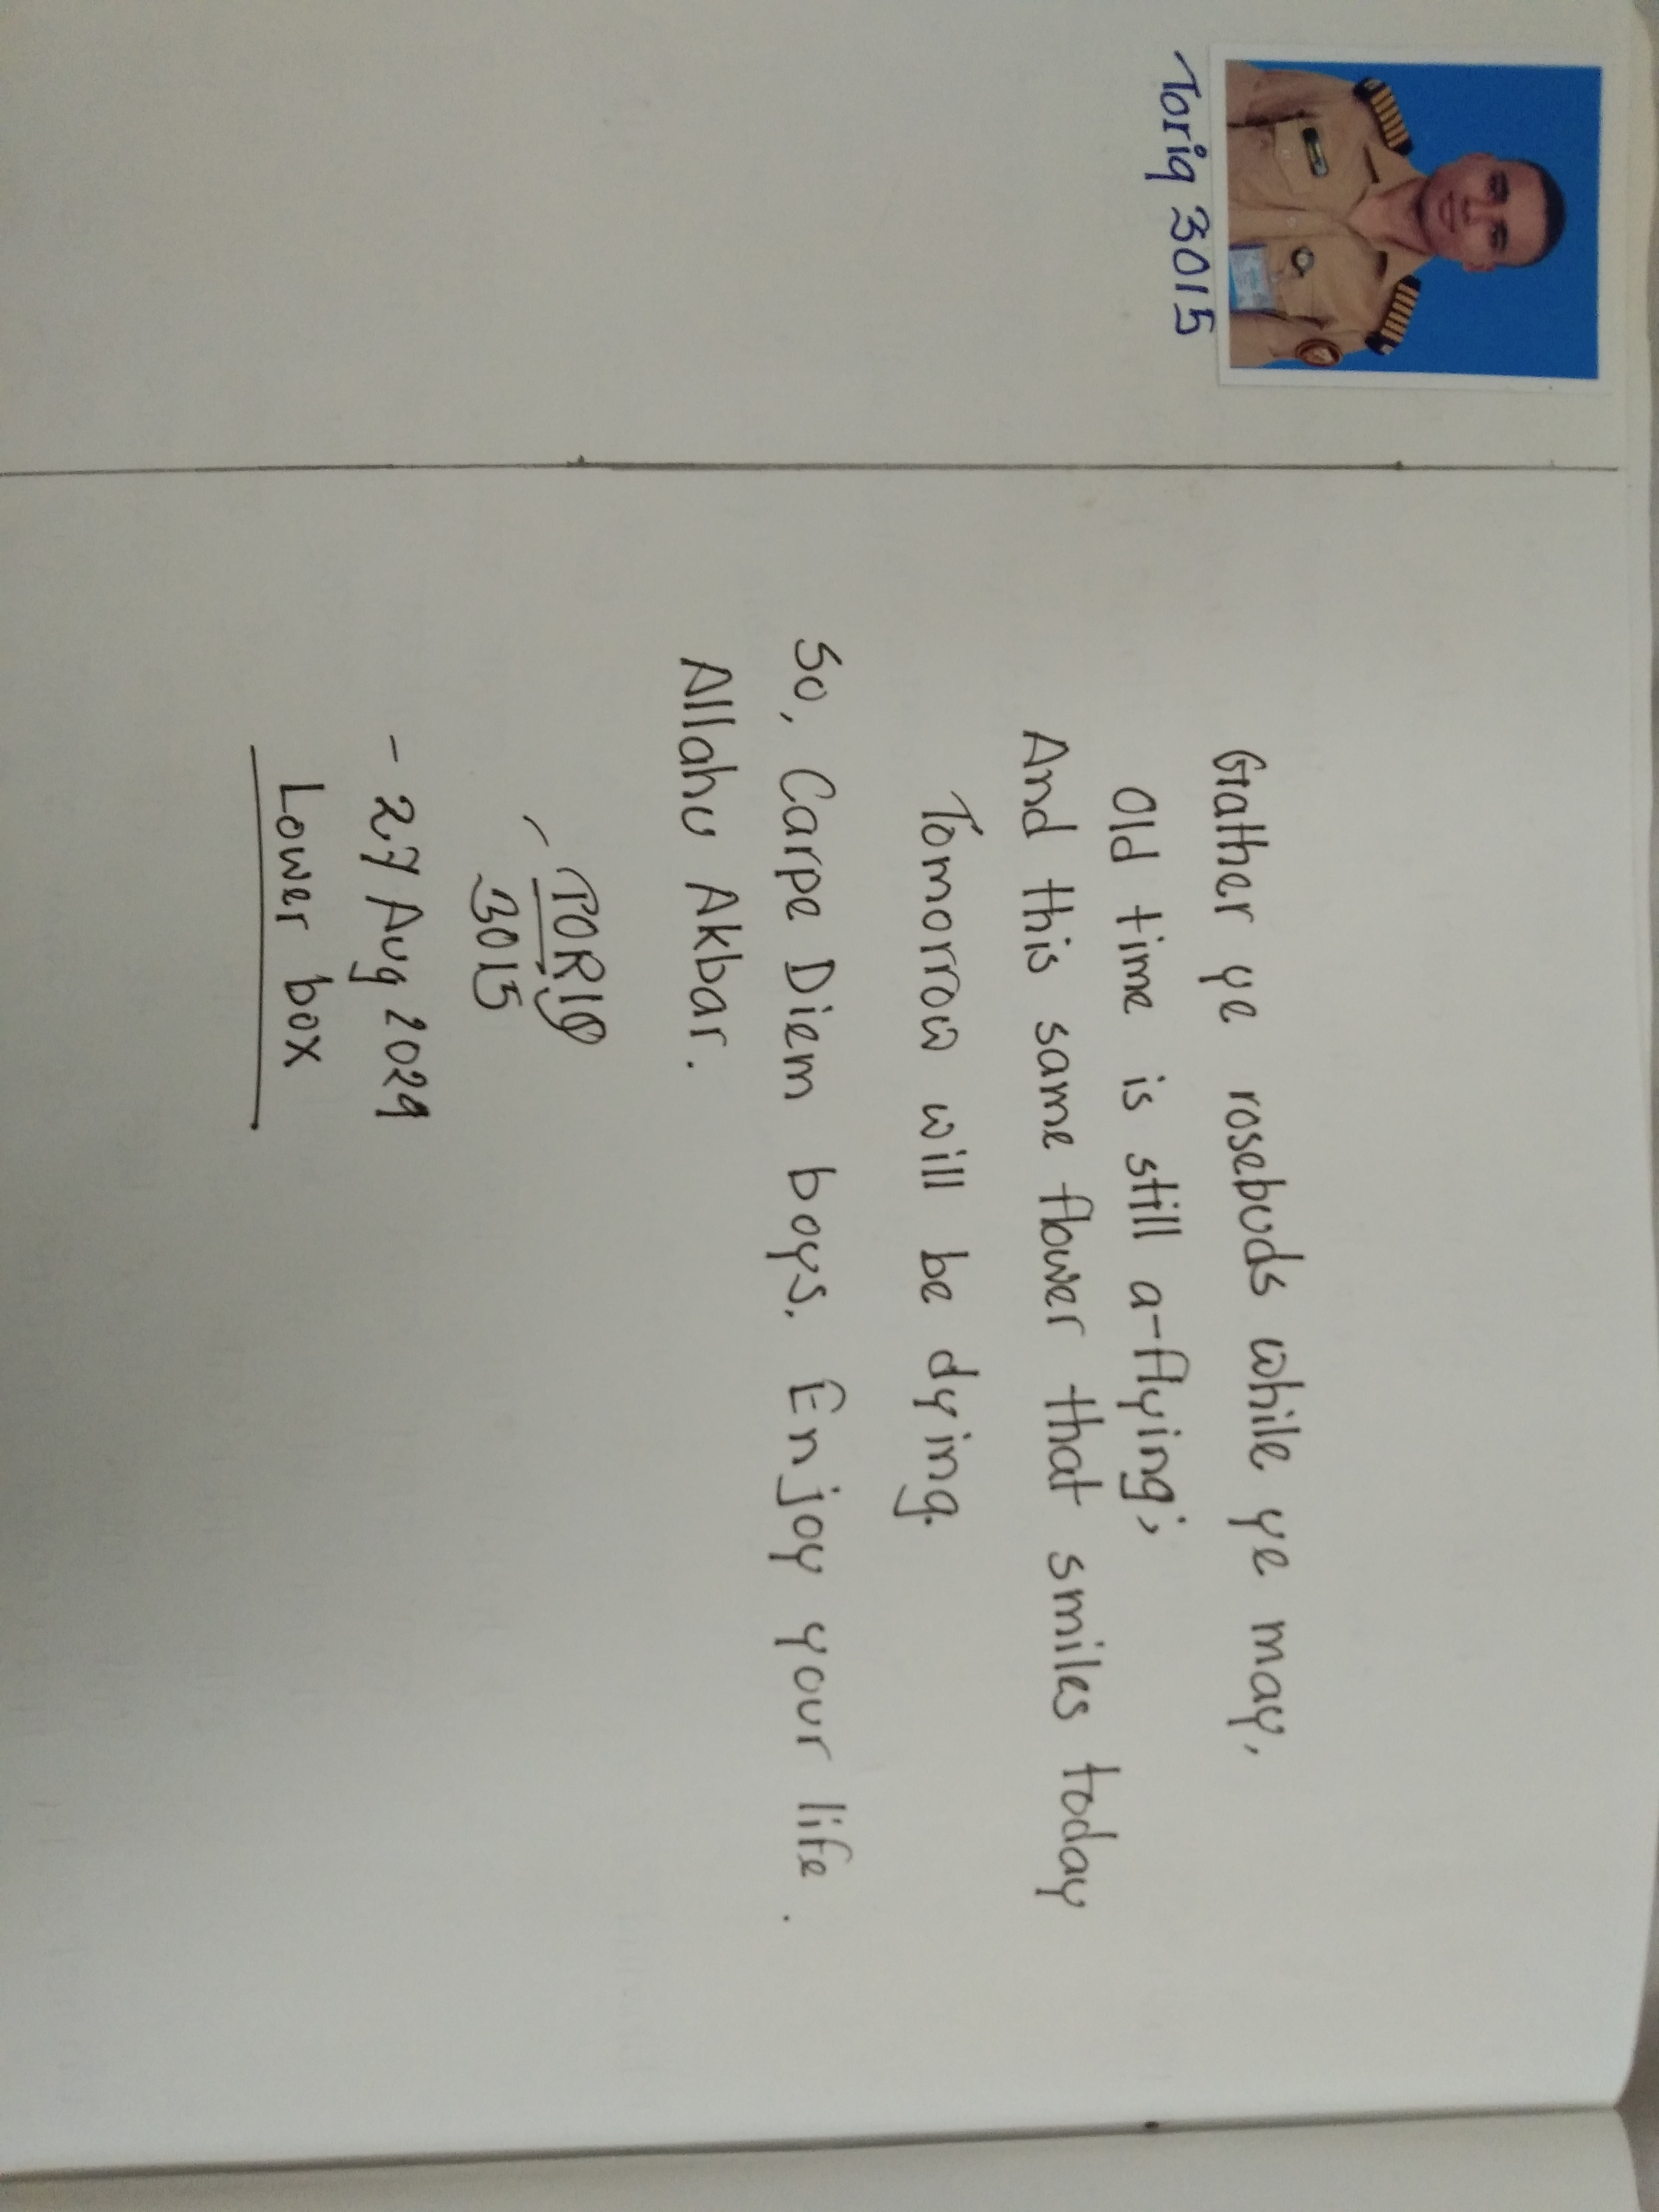 Toriq 3015
Gather ye rosebuds while ye may,
Old time is still a-flying;
And this same flower that smiles today
Tomorrow will be dying.
So, Carpe Diem boys. Enjoy your life.
Allahu Akbar.
TORIQ
3015
- 27 Aug 2024
Lower box